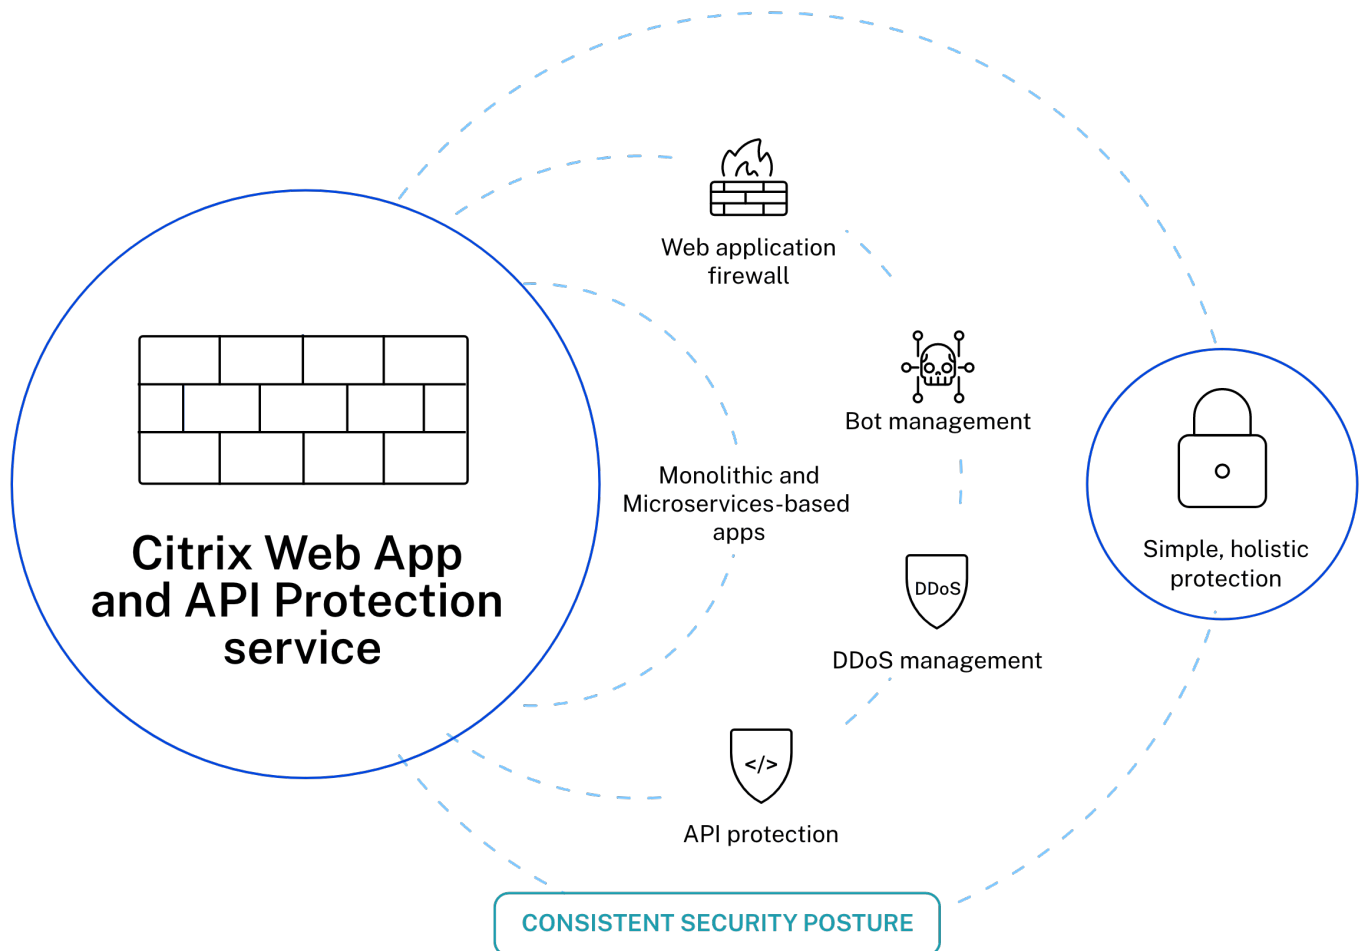 Web application
firewall
Bot management
Monolithic and
Microservices-based
apps
Citrix Web App
and API Protection
service
Simple, holistic
protection
DDoS
DDoS management
</>
API protection
CONSISTENT SECURITY POSTURE